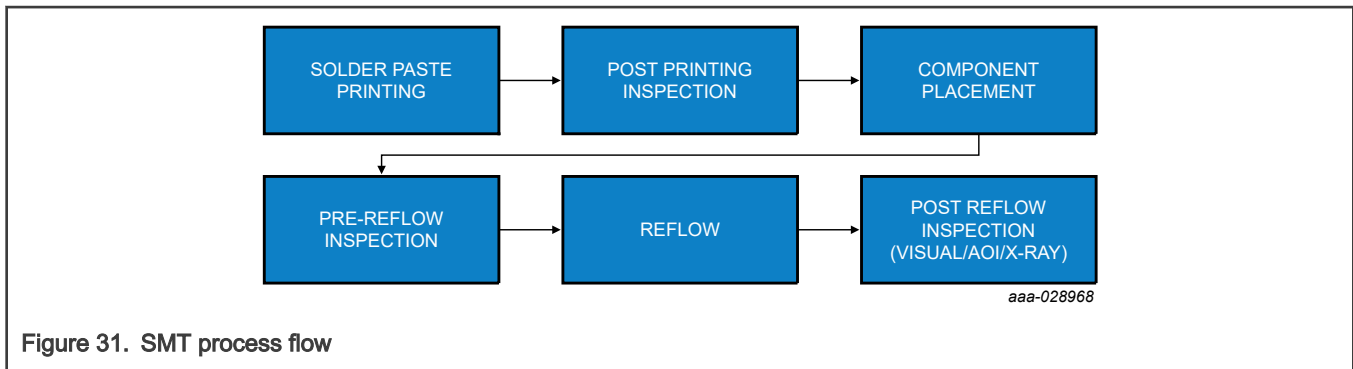 SOLDER PASTE
PRINTING
POST PRINTING
INSPECTION
COMPONENT
PLACEMENT
PRE-REFLOW
INSPECTION
REFLOW
POST REFLOW
INSPECTION
(VISUAL/AOI/X-RAY)
aaa-028968
Figure 31. SMT process flow